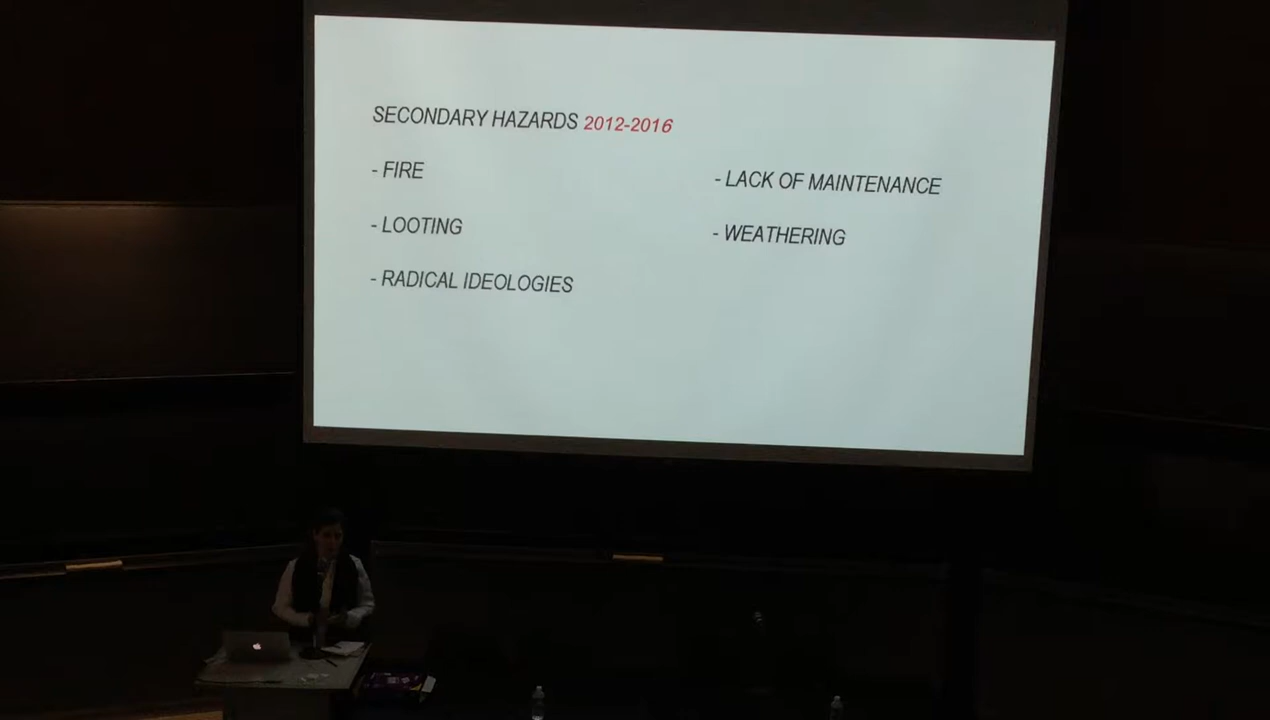 SECONDARY HAZARDS 2012-2016
- FIRE
- LOOTING
- RADICAL IDEOLOGIES
- LACK OF MAINTENANCE
- WEATHERING